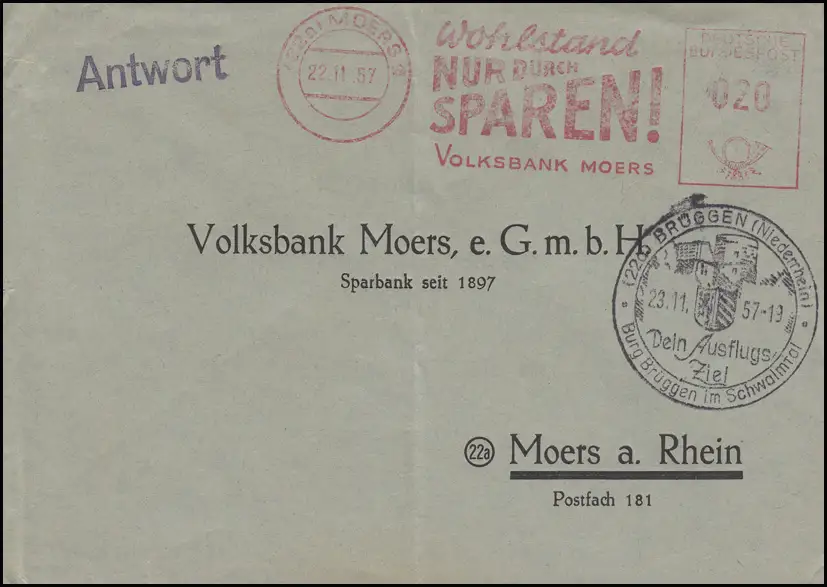 Antwort
(22a) MOERS 1
22.11.57
Wohlstand
NUR DURCH
SPAREN!
VOLKSBANK MOERS
DEUTSCHE
BUNDESPOST
020
Volksbank Moers, e. G. m. b. H.
Sparbank seit 1897
(22a) BRÜGGEN (Niederrhein)
23.11.57-19
Dein Ausflugs-
Ziel
Burg Brüggen im Schwalmtal
22a Moers a. Rhein
Postfach 181